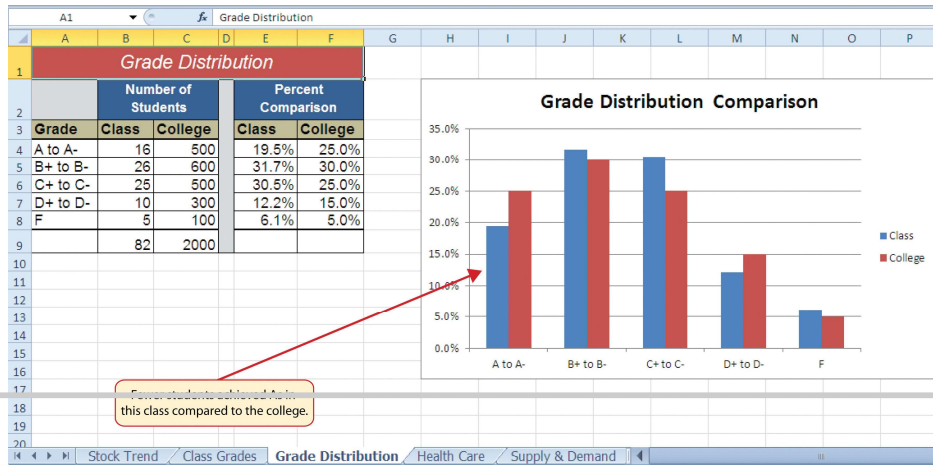 A1 fx Grade Distribution
A B C D E F G H I J K L M N O P
1 Grade Distribution
2 Number of Students Percent Comparison
3 Grade Class College Class College
4 A to A- 16 500 19.5% 25.0%
5 B+ to B- 26 600 31.7% 30.0%
6 C+ to C- 25 500 30.5% 25.0%
7 D+ to D- 10 300 12.2% 15.0%
8 F 5 100 6.1% 5.0%
9 82 2000
10
11
12
13
14
15
16
17
18
19
20
Grade Distribution Comparison
35.0%
30.0%
25.0%
20.0%
15.0%
10.0%
5.0%
0.0%
A to A- B+ to B- C+ to C- D+ to D- F
Class
College
students achieved As in
this class compared to the college.
Stock Trend Class Grades Grade Distribution Health Care Supply & Demand